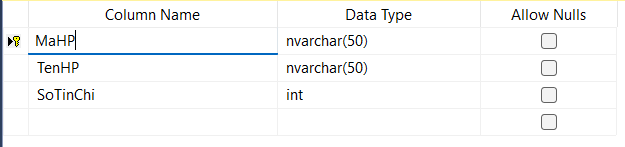 Column Name Data Type Allow Nulls
MaHP nvarchar(50)
TenHP nvarchar(50)
SoTinChi int